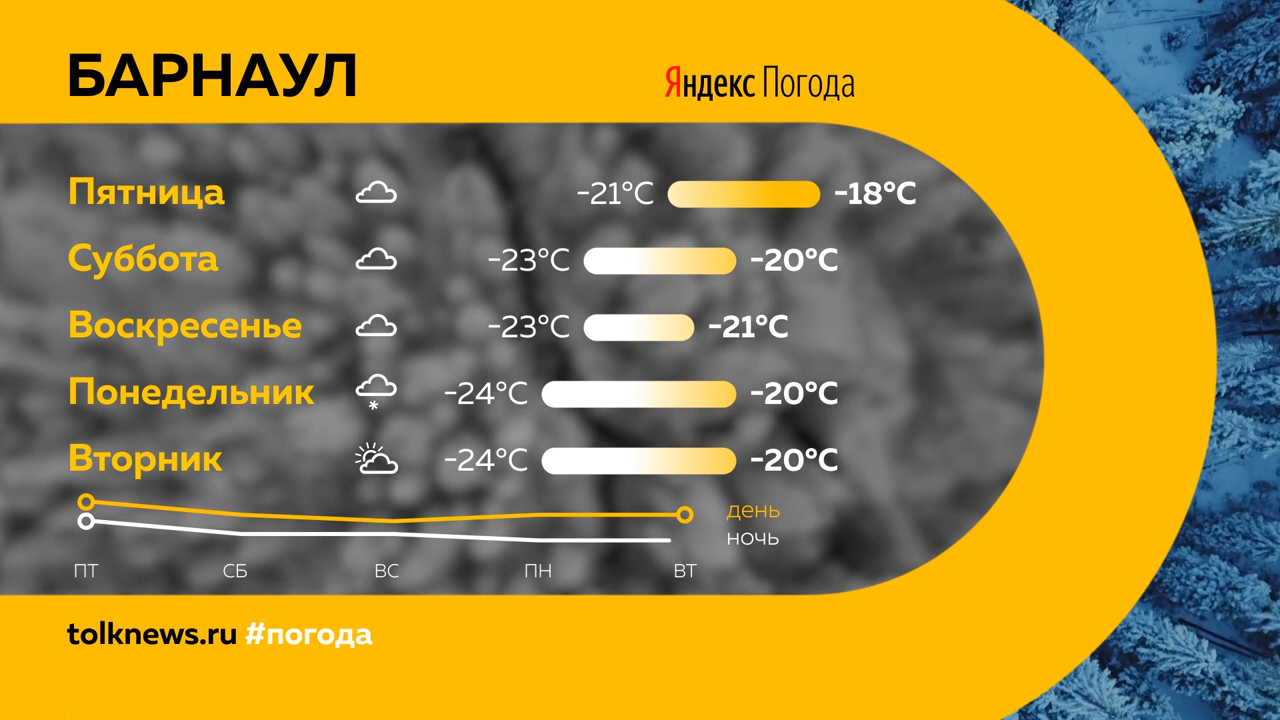 БАРНАУЛ
Яндекс Погода
Пятница -21°C -18°C
Суббота -23°C -20°C
Воскресенье -23°C -21°C
Понедельник -24°C -20°C
Вторник -24°C -20°C
день
ночь
ПТ СБ ВС ПН ВТ
tolknews.ru #погода